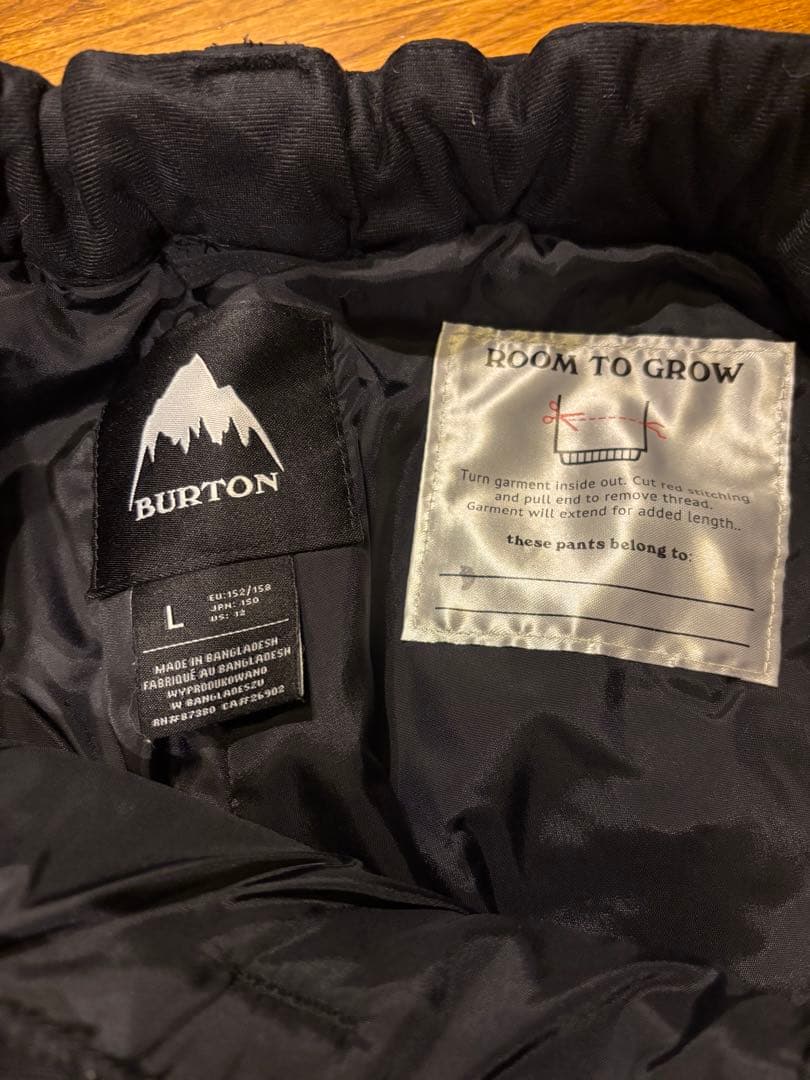 BURTON
L
EU:152/158
JPN: 150
US: 12
MADE IN BANGLADESH
FABRIQUÉ AU BANGLADESH
WYPRODUKOWANO
W BANGLADESZU
RN#87380 CA#26902
ROOM TO GROW
Turn garment inside out. Cut red stitching
and pull end to remove thread.
Garment will extend for added length..
these pants belong to: